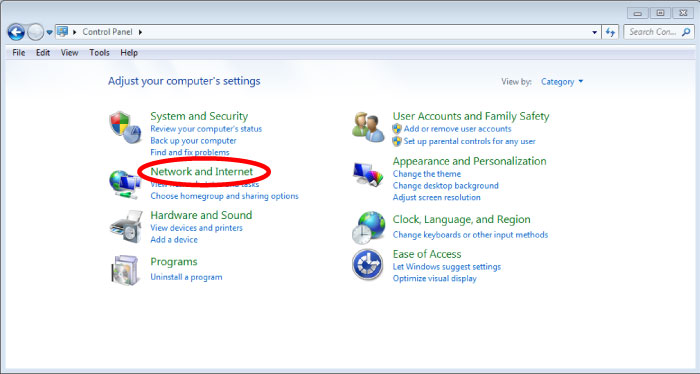 Control Panel
Search Con...
File Edit View Tools Help
Adjust your computer's settings
View by: Category
System and Security
Review your computer's status
Back up your computer
Find and fix problems
Network and Internet
View network status and tasks
Choose homegroup and sharing options
Hardware and Sound
View devices and printers
Add a device
Programs
Uninstall a program
User Accounts and Family Safety
Add or remove user accounts
Set up parental controls for any user
Appearance and Personalization
Change the theme
Change desktop background
Adjust screen resolution
Clock, Language, and Region
Change keyboards or other input methods
Ease of Access
Let Windows suggest settings
Optimize visual display